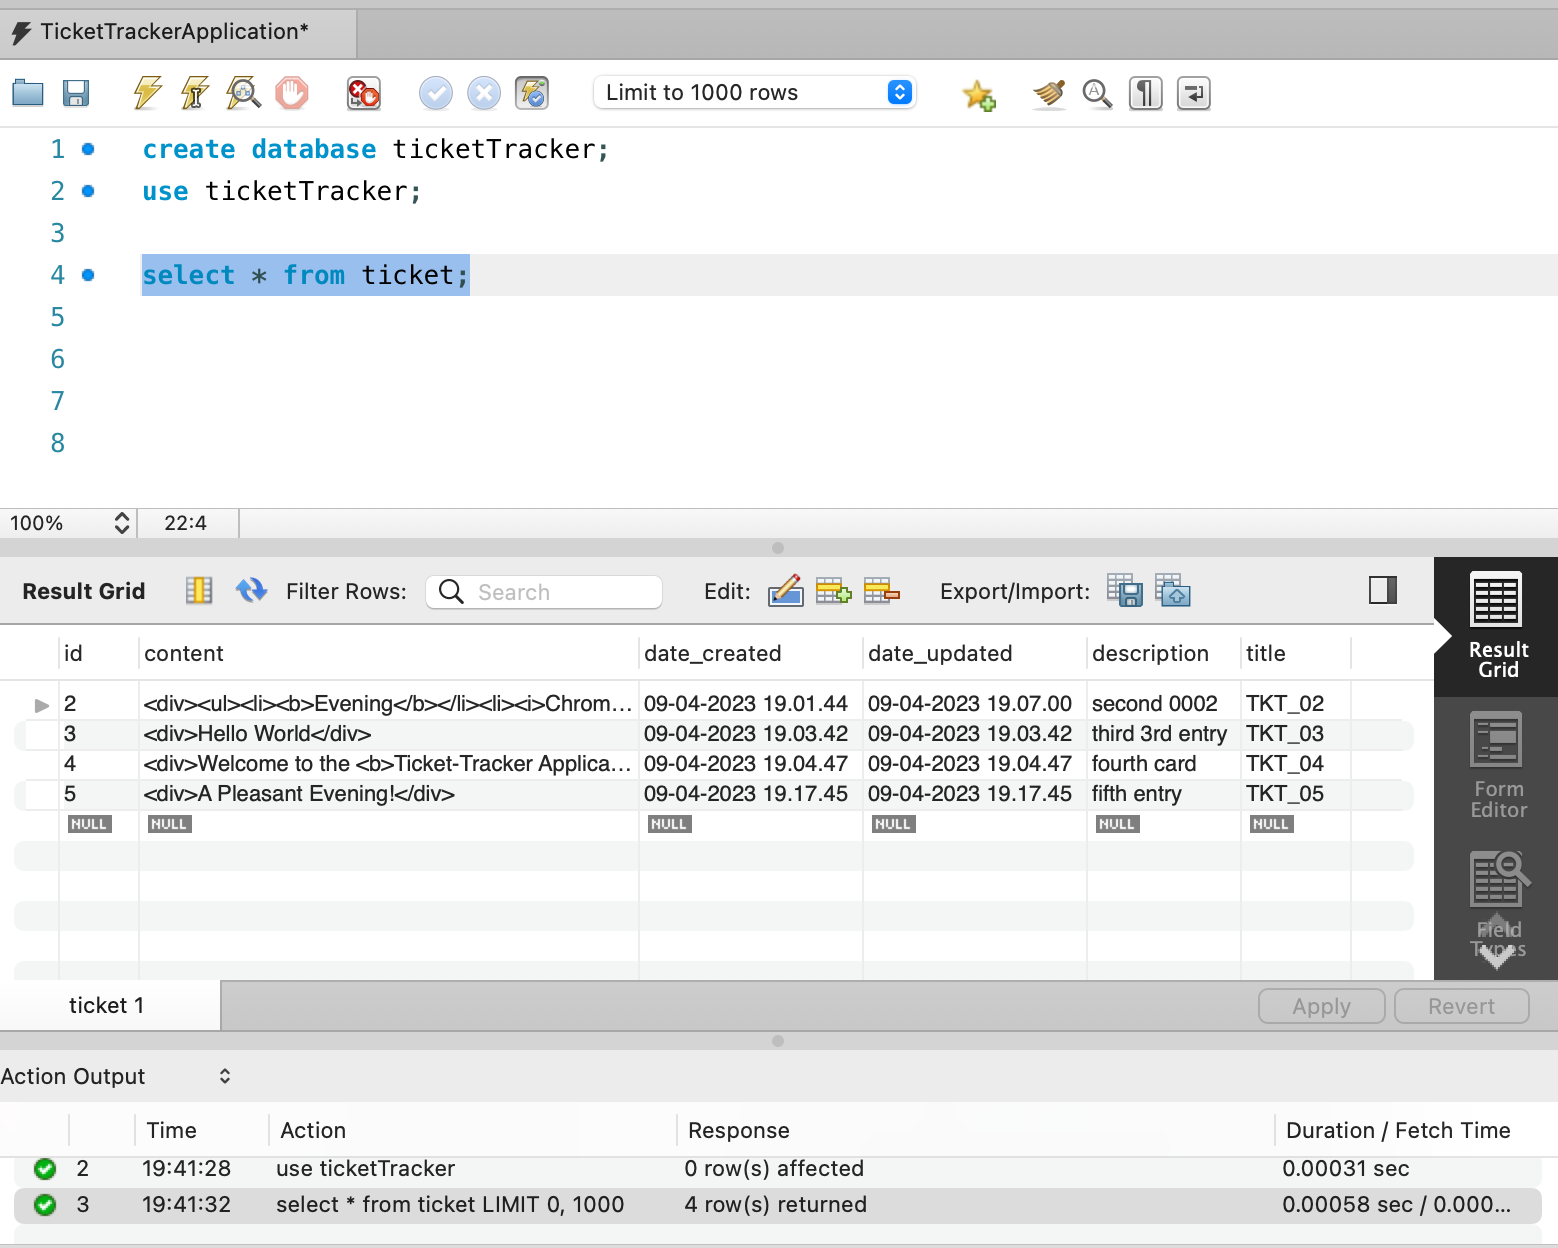 TicketTrackerApplication*
Limit to 1000 rows
1 create database ticketTracker;
2 use ticketTracker;
3
4 select * from ticket;
5
6
7
8
100% 22:4
Result Grid Filter Rows: Search Edit: Export/Import:
id content date_created date_updated description title
2 <div><ul><li><b>Evening</b></li><li><i>Chrom... 09-04-2023 19.01.44 09-04-2023 19.07.00 second 0002 TKT_02
3 <div>Hello World</div> 09-04-2023 19.03.42 09-04-2023 19.03.42 third 3rd entry TKT_03
4 <div>Welcome to the <b>Ticket-Tracker Applica... 09-04-2023 19.04.47 09-04-2023 19.04.47 fourth card TKT_04
5 <div>A Pleasant Evening!</div> 09-04-2023 19.17.45 09-04-2023 19.17.45 fifth entry TKT_05
NULL NULL NULL NULL NULL NULL
Result
Grid
Form
Editor
Field
Types
ticket 1 Apply Revert
Action Output
Time Action Response Duration / Fetch Time
2 19:41:28 use ticketTracker 0 row(s) affected 0.00031 sec
3 19:41:32 select * from ticket LIMIT 0, 1000 4 row(s) returned 0.00058 sec / 0.000...